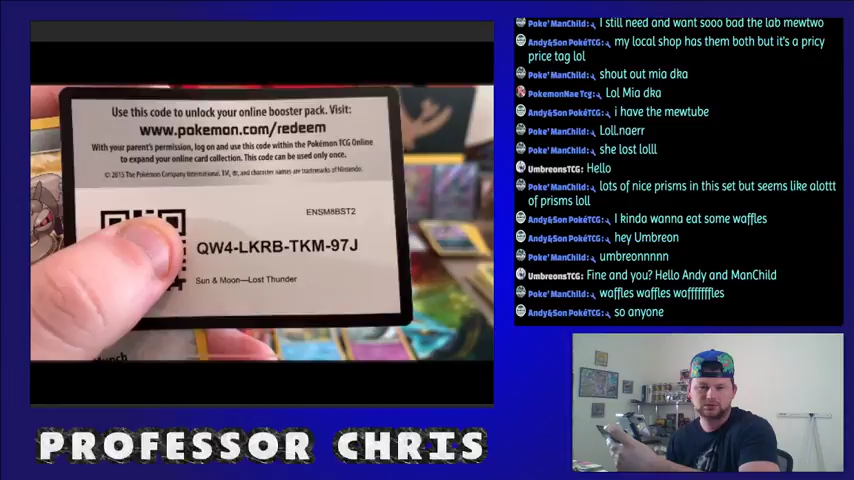 Use this code to unlock your online booster pack. Visit:
www.pokemon.com/redeem
With your parent's permission, log on and use this code within the Pokémon TCG Online
to expand your online card collection. This code can be used only once.
© 2015 The Pokémon Company International. TM, ®, and character names are trademarks of Nintendo.
ENSM8BST2
QW4-LKRB-TKM-97J
Sun & Moon—Lost Thunder
Poke' ManChild: I still need and want sooo bad the lab mewtwo
Andy&Son PokéTCG: my local shop has them both but it's a pricy
price tag lol
Poke' ManChild: shout out mia dka
PokemonNae Tcg: Lol Mia dka
Andy&Son PokéTCG: i have the mewtube
Poke' ManChild: LolLnaerr
Poke' ManChild: she lost lolll
UmbreonsTCG: Hello
Poke' ManChild: lots of nice prisms in this set but seems like alottt
of prisms loll
Andy&Son PokéTCG: I kinda wanna eat some waffles
Andy&Son PokéTCG: hey Umbreon
Poke' ManChild: umbreonnnnn
UmbreonsTCG: Fine and you? Hello Andy and ManChild
Poke' ManChild: waffles waffles wafffffffles
Andy&Son PokéTCG: so anyone
PROFESSOR CHRIS